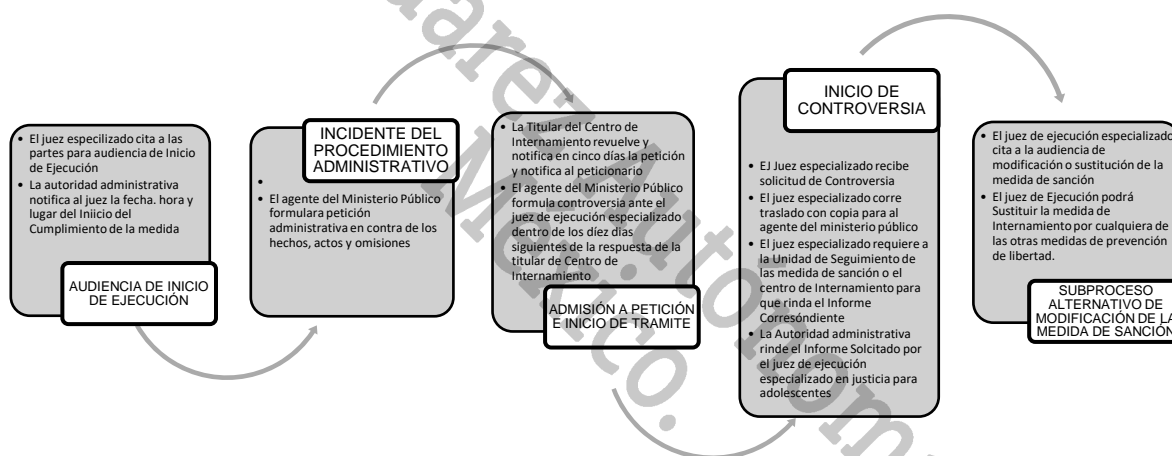 • El juez especilizado cita a las
partes para audiencia de Inicio
de Ejecución
• La autoridad administrativa
notifica al juez la fecha. hora y
lugar del Iniicio del
Cumplimiento de la medida
AUDIENCIA DE INICIO
DE EJECUCIÓN
INCIDENTE DEL
PROCEDIMIENTO
ADMINISTRATIVO
•
• El agente del Ministerio Público
formulara petición
administrativa en contra de los
hechos, actos y omisiones
• La Titular del Centro de
Internamiento revuelve y
notifica en cinco días la petición
y notifica al peticionario
• El agente del Ministerio Público
formula controversia ante el
juez de ejecución especializado
dentro de los díez días
siguientes de la respuesta de la
titular de Centro de
Internamiento
ADMISIÓN A PETICIÓN
E INICIO DE TRAMITE
INICIO DE
CONTROVERSIA
• EJ Juez especializado recibe
solicitud de Controversia
• El juez especializado corre
traslado con copia para al
agente del ministerio público
• El juez especializado requiere a
la Unidad de Seguimiento de
las medida de sanción o el
centro de Internamiento para
que rinda el Informe
Corresóndiente
• La Autoridad administrativa
rinde el Informe Solcitado por
el juez de ejecución
especializado en justicia para
adolescentes
• El juez de ejecución especializado
cita a la audiencia de
modificación o sustitución de la
medida de sanción
• El juez de Ejecución podrá
Sustituir la medida de
Internamiento por cualquiera de
las otras medidas de prevención
de libertad.
SUBPROCESO
ALTERNATIVO DE
MODIFICACIÓN DE LA
MEDIDA DE SANCIÓN
México.